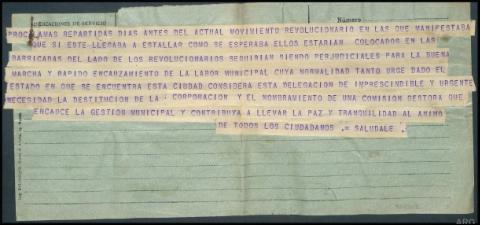 INDICACIONES DE SERVICIO
Número
PROCLAMAS REPARTIDAS DIAS ANTES DEL ACTUAL MOVIMIENTO REVOLUCIONARIO EN LAS QUE MANIFESTABA
QUE SI ESTE LLEGABA A ESTALLAR COMO SE ESPERABA ELLOS ESTARIAN COLOCADOS EN LAS
BARRICADAS DEL LADO DE LOS REVOLUCIONARIOS SEGUIRIAN SIENDO PERJUDICIALES PARA LA BUENA
MARCHA Y RAPIDO ENCAUZAMIENTO DE LA LABOR MUNICIPAL CUYA NORMALIDAD TANTO URGE DADO EL
ESTADO EN QUE SE ENCUENTRA ESTA CIUDAD CONSIDERA ESTA DELEGACION DE IMPRESCINDIBLE Y URGENTE
NECESIDAD LA DESTITUCION DE LA CORPORACION Y EL NOMBRAMIENTO DE UNA COMISION GESTORA QUE
ENCAUCE LA GESTION MUNICIPAL Y CONTRIBUYA A LLEVAR LA PAZ Y TRANQUILIDAD AL ANIMO
DE TODOS LOS CIUDADANOS .= SALUDALE .